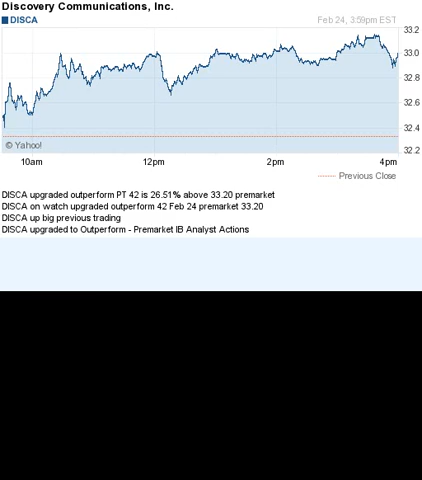 Discovery Communications, Inc.
DISCA Feb 24, 3:59pm EST
33.2
33.0
32.8
32.6
32.4
32.2
© Yahoo!
10am 12pm 2pm 4pm
Previous Close
DISCA upgraded outperform PT 42 is 26.51% above 33.20 premarket
DISCA on watch upgraded outperform 42 Feb 24 premarket 33.20
DISCA up big previous trading
DISCA upgraded to Outperform - Premarket IB Analyst Actions